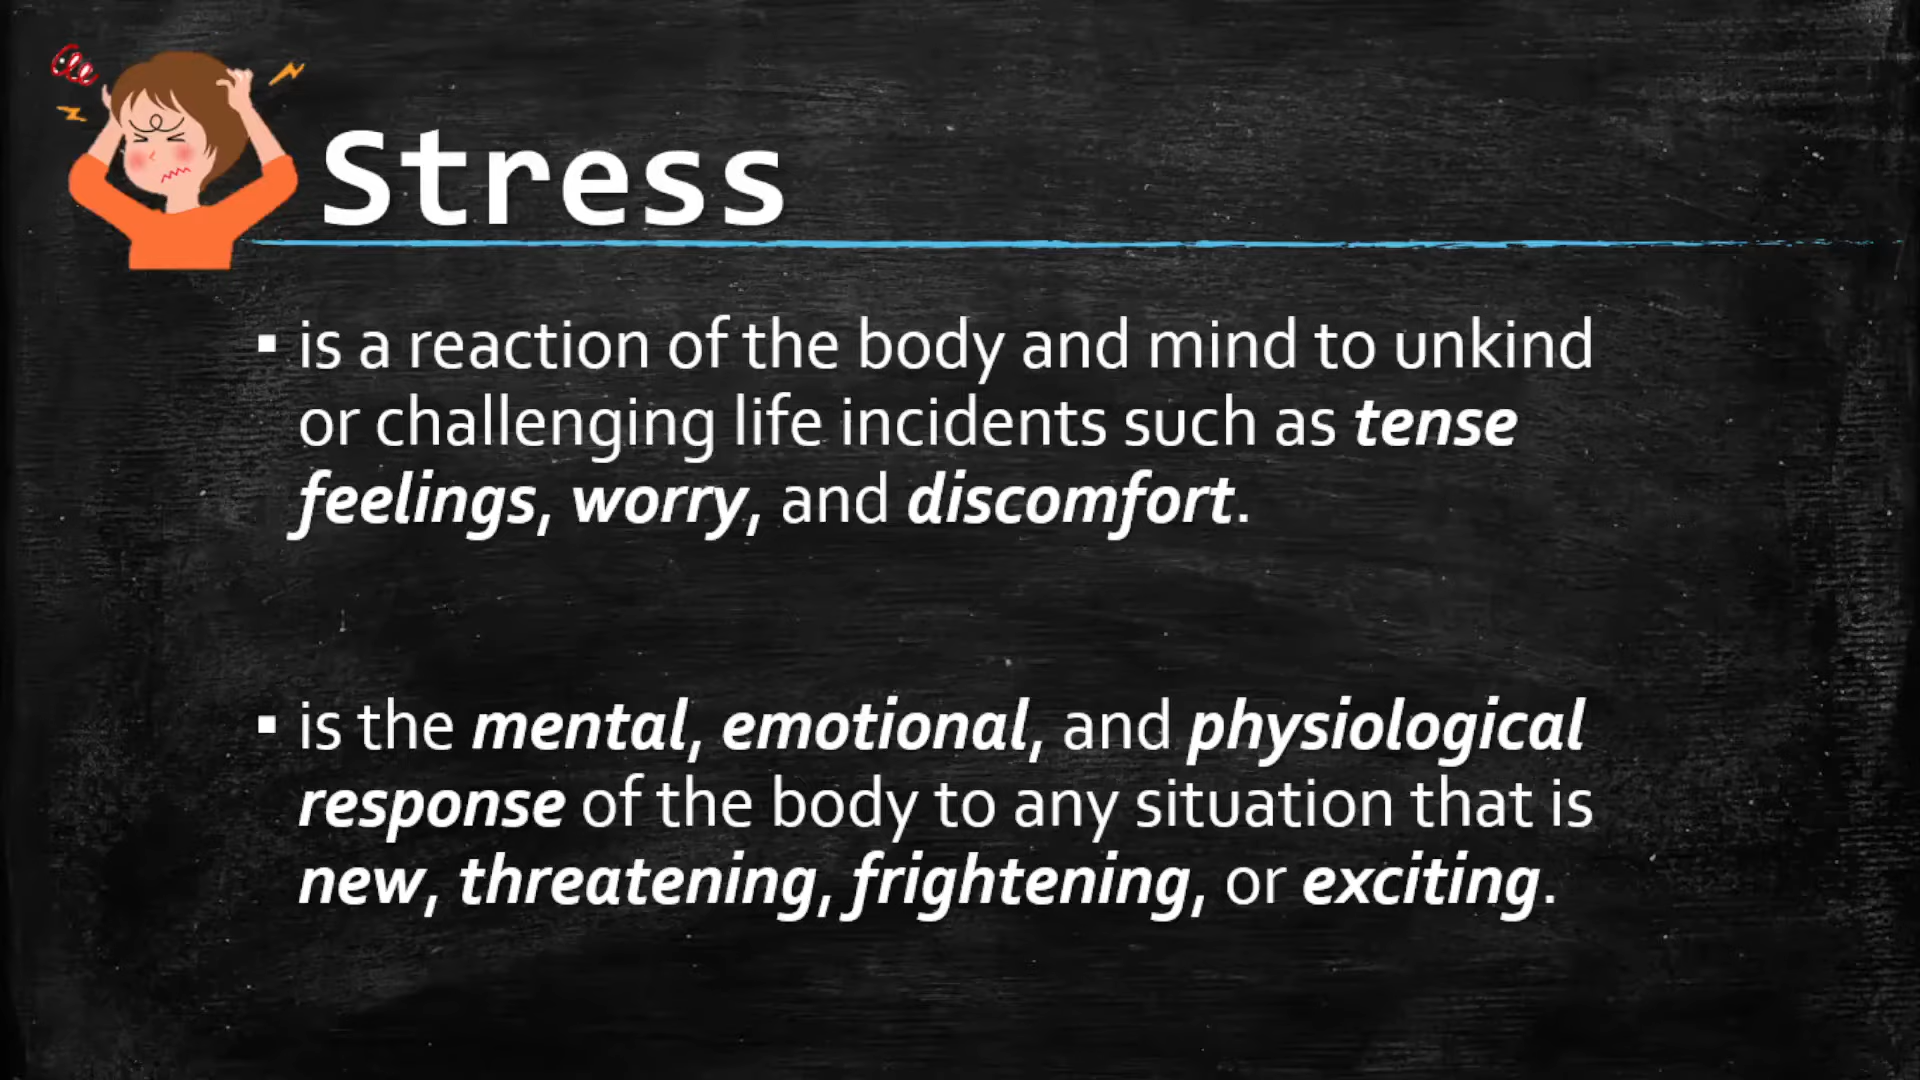 Stress
▪ is a reaction of the body and mind to unkind
or challenging life incidents such as tense
feelings, worry, and discomfort.
▪ is the mental, emotional, and physiological
response of the body to any situation that is
new, threatening, frightening, or exciting.